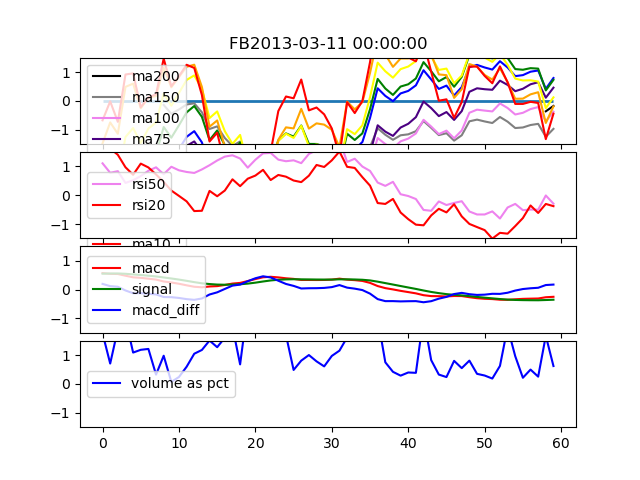 FB2013-03-11 00:00:00
1
0
−1
ma200
ma150
ma100
ma75
1
0
−1
rsi50
rsi20
ma10
1
0
−1
macd
signal
macd_diff
1
0
−1
volume as pct
0 10 20 30 40 50 60